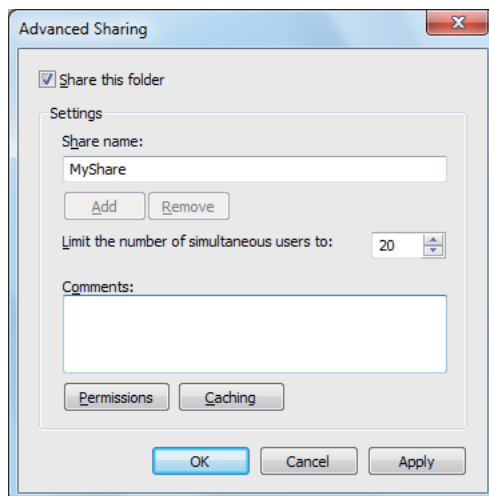 Advanced Sharing
Share this folder
Settings
Share name:
MyShare
Add Remove
Limit the number of simultaneous users to: 20
Comments:
Permissions Caching
OK Cancel Apply